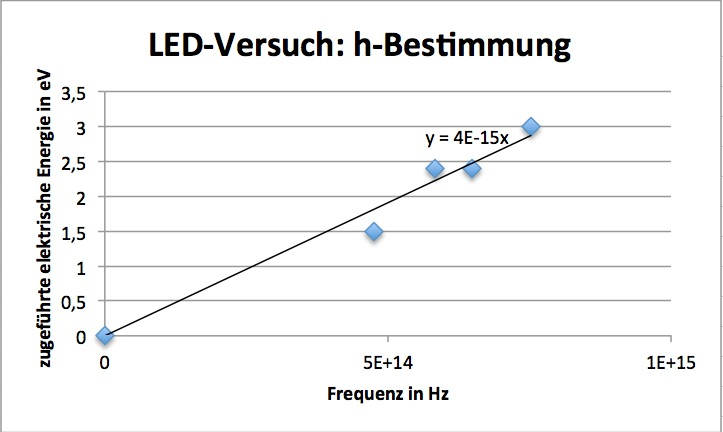 LED-Versuch: h-Bestimmung
zugeführte elektrische Energie in eV
3,5
3
2,5
2
1,5
1
0,5
0
y = 4E-15x
0
5E+14
1E+15
Frequenz in Hz